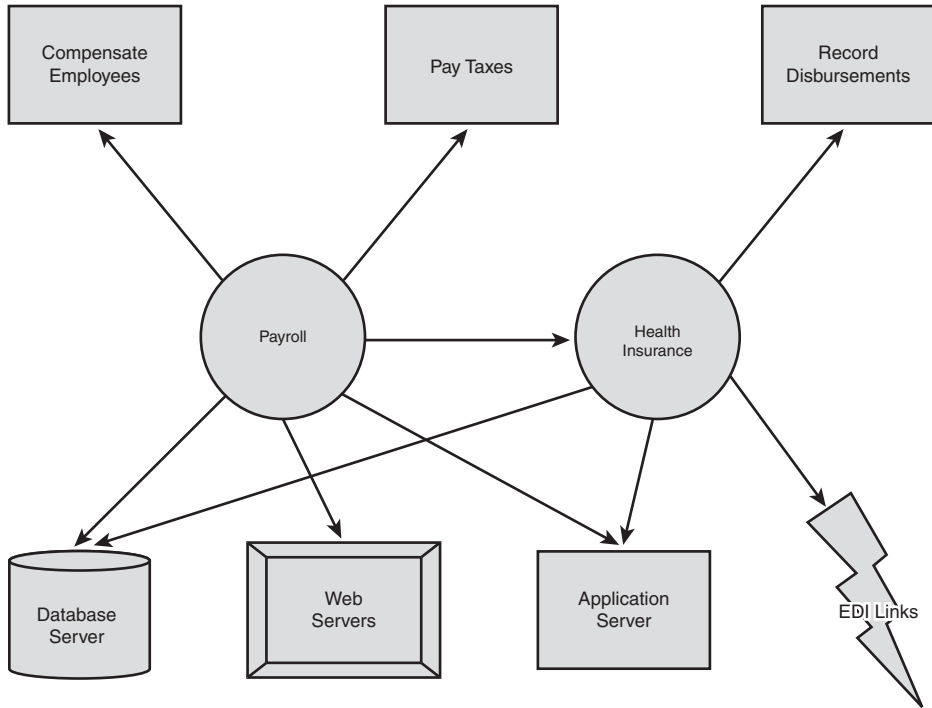 Compensate
Employees
Pay Taxes
Record
Disbursements
Payroll
Health
Insurance
Database
Server
Web
Servers
Application
Server
EDI Links